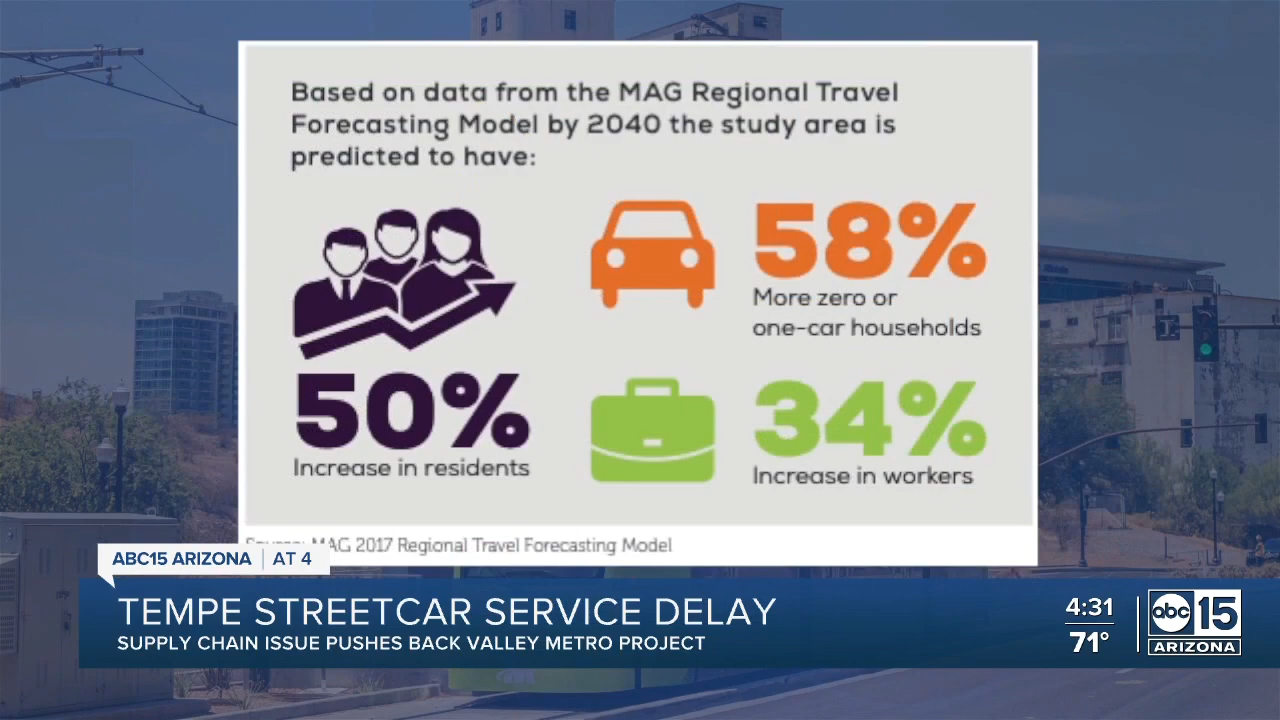 Based on data from the MAG Regional Travel
Forecasting Model by 2040 the study area is
predicted to have:
58%
More zero or
one-car households
50%
Increase in residents
34%
Increase in workers
MAG 2017 Regional Travel Forecasting Model
ABC15 ARIZONA | AT 4
TEMPE STREETCAR SERVICE DELAY
SUPPLY CHAIN ISSUE PUSHES BACK VALLEY METRO PROJECT
4:31
71°
abc 15
ARIZONA